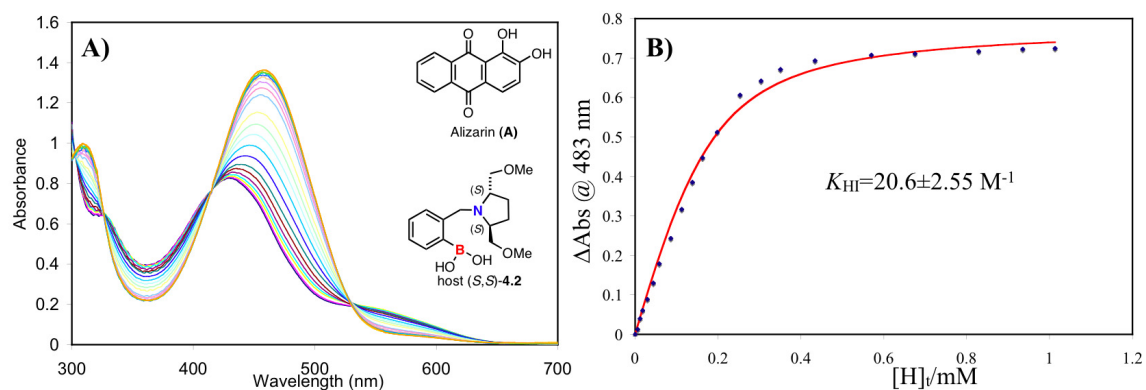 A)
1.6
1.4
1.2
1
0.8
0.6
0.4
0.2
0
Absorbance
300
400
500
600
700
Wavelength (nm)
O
OH
OH
O
Alizarin (A)
OMe
(S)
N
(S)
B
OMe
HO
OH
host (S,S)-4.2
B)
0.8
0.7
0.6
0.5
0.4
0.3
0.2
0.1
0
ΔAbs @ 483 nm
KHI=20.6±2.55 M-1
0
0.2
0.4
0.6
0.8
1
1.2
[H]t/mM